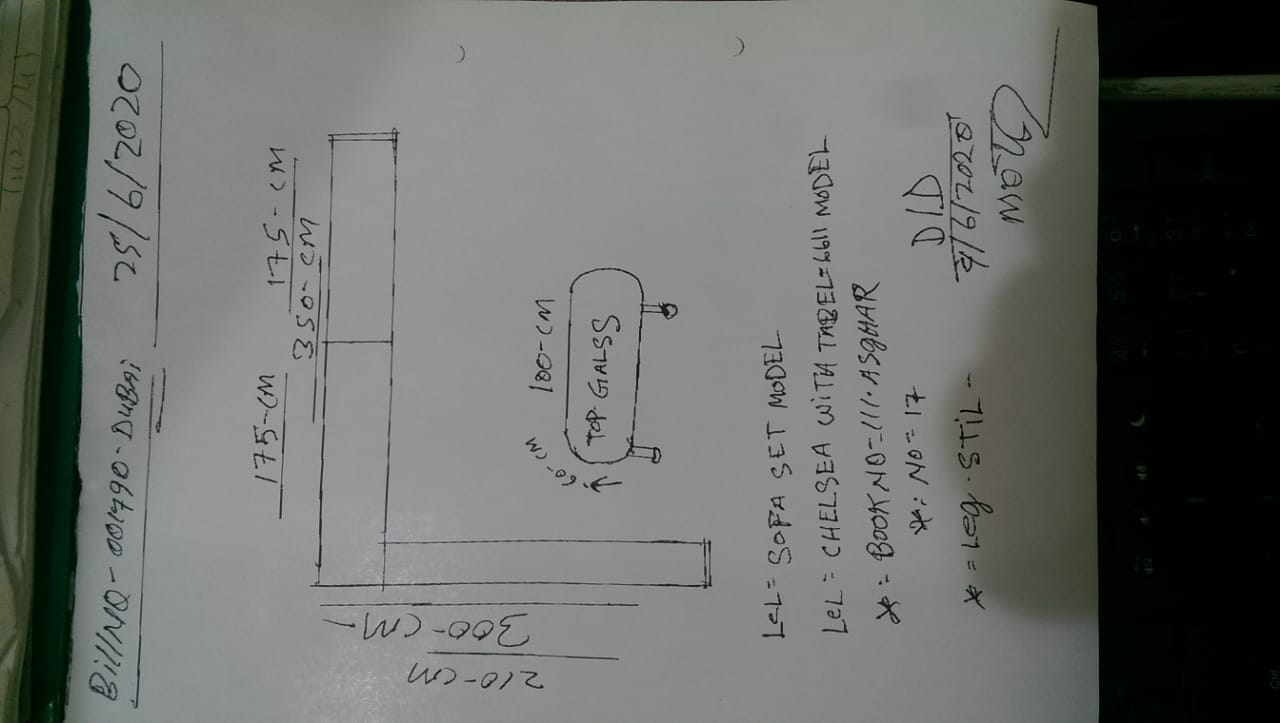 BillNO-001790-DUBAi 25/6/2020
175-CM 175-CM
350-CM
210-CM
300-CM-
60-CM
100-CM
TOP GALSS
LeL= SOFA SET MODEL
LeL= CHELSEA WITH TABEL=6611 MODEL
*= BOOK NO=111.ASgHAR
*: NO=17
*=Leg.STiL-
D/D
/6/2020